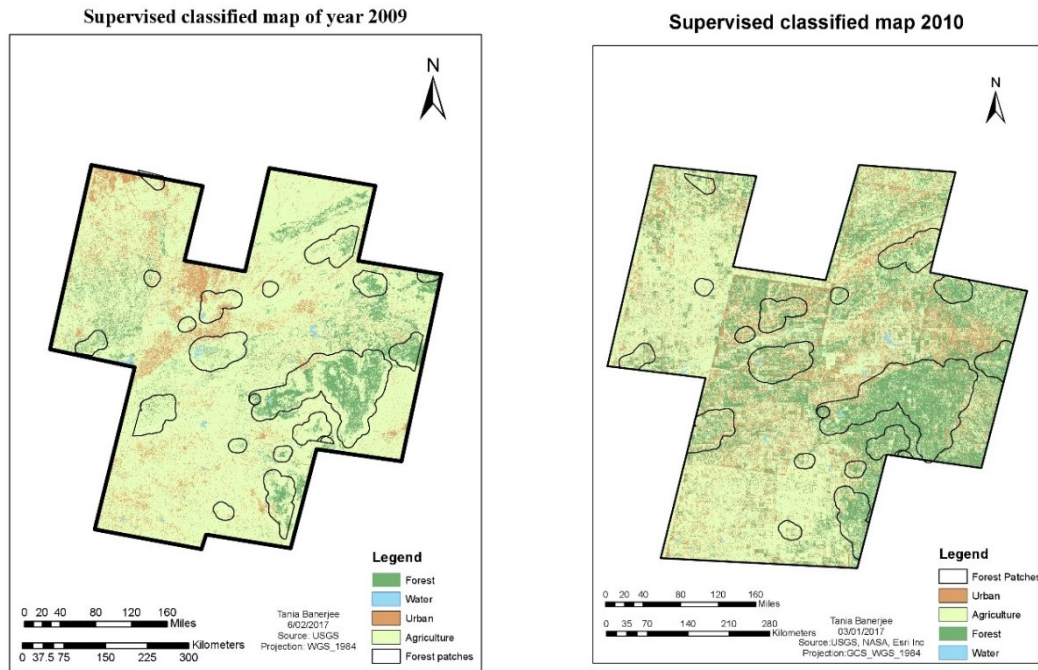 Supervised classified map of year 2009
N
Legend
Forest
Water
Urban
Agriculture
Forest patches
0 20 40 80 120 160
Miles
Kilometers
0 37.5 75 150 225 300
Tania Banerjee
6/02/2017
Source: USGS
Projection: WGS_1984
Supervised classified map 2010
N
Legend
Forest Patches
Urban
Agriculture
Forest
Water
0 20 40 80 120 160
Miles
0 35 70 140 210 280
Kilometers
Tania Banerjee
03/01/2017
Source:USGS, NASA, Esri Inc
Projection:GCS_WGS_1984